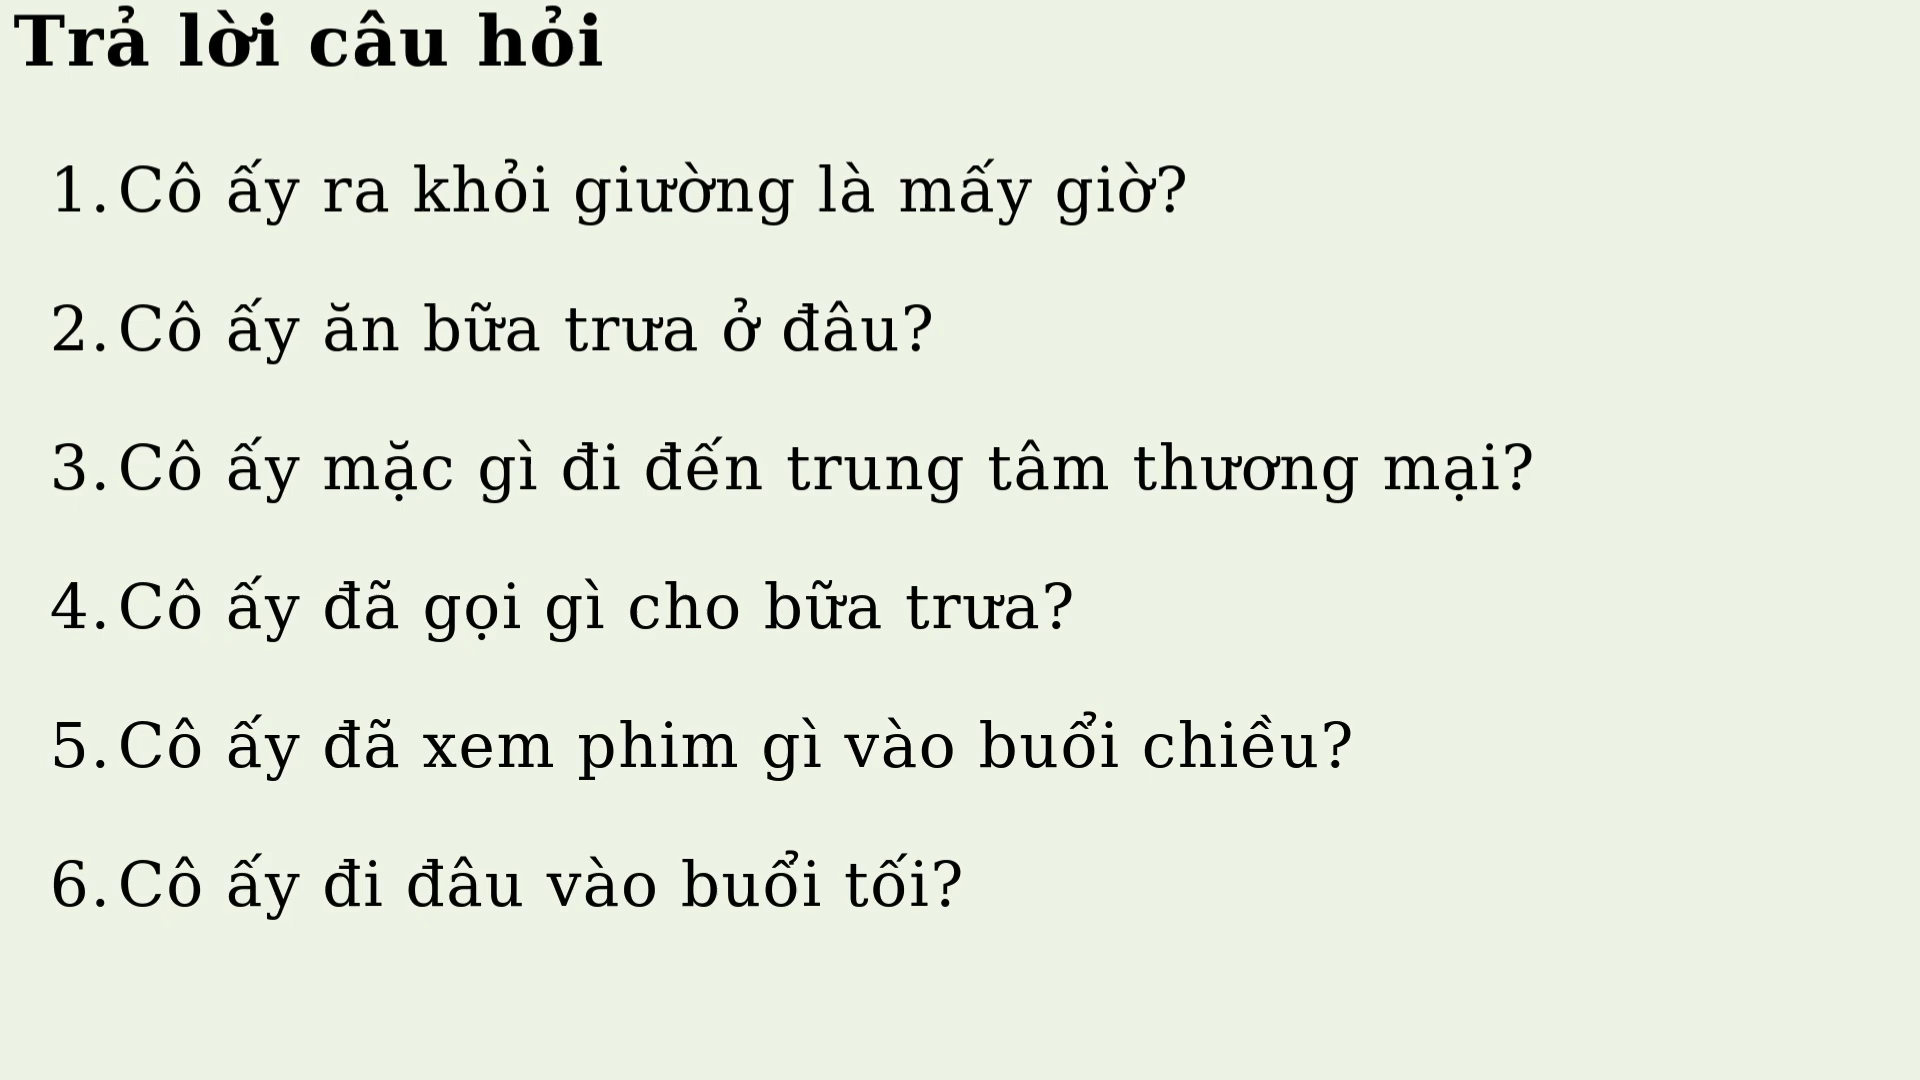 Trả lời câu hỏi
1. Cô ấy ra khỏi giường là mấy giờ?
2. Cô ấy ăn bữa trưa ở đâu?
3. Cô ấy mặc gì đi đến trung tâm thương mại?
4. Cô ấy đã gọi gì cho bữa trưa?
5. Cô ấy đã xem phim gì vào buổi chiều?
6. Cô ấy đi đâu vào buổi tối?